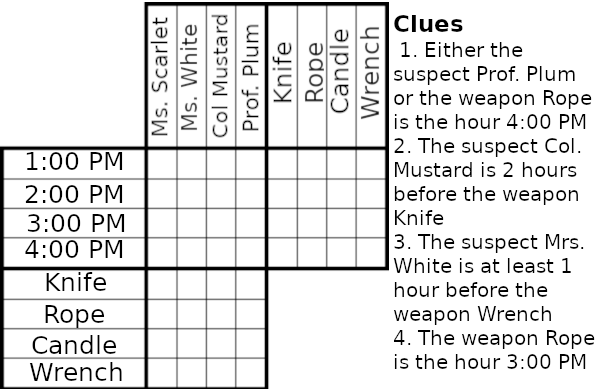 Ms. Scarlet
Ms. White
Col Mustard
Prof. Plum
Knife
Rope
Candle
Wrench
1:00 PM
2:00 PM
3:00 PM
4:00 PM
Knife
Rope
Candle
Wrench
Clues
1. Either the
suspect Prof. Plum
or the weapon Rope
is the hour 4:00 PM
2. The suspect Col.
Mustard is 2 hours
before the weapon
Knife
3. The suspect Mrs.
White is at least 1
hour before the
weapon Wrench
4. The weapon Rope
is the hour 3:00 PM